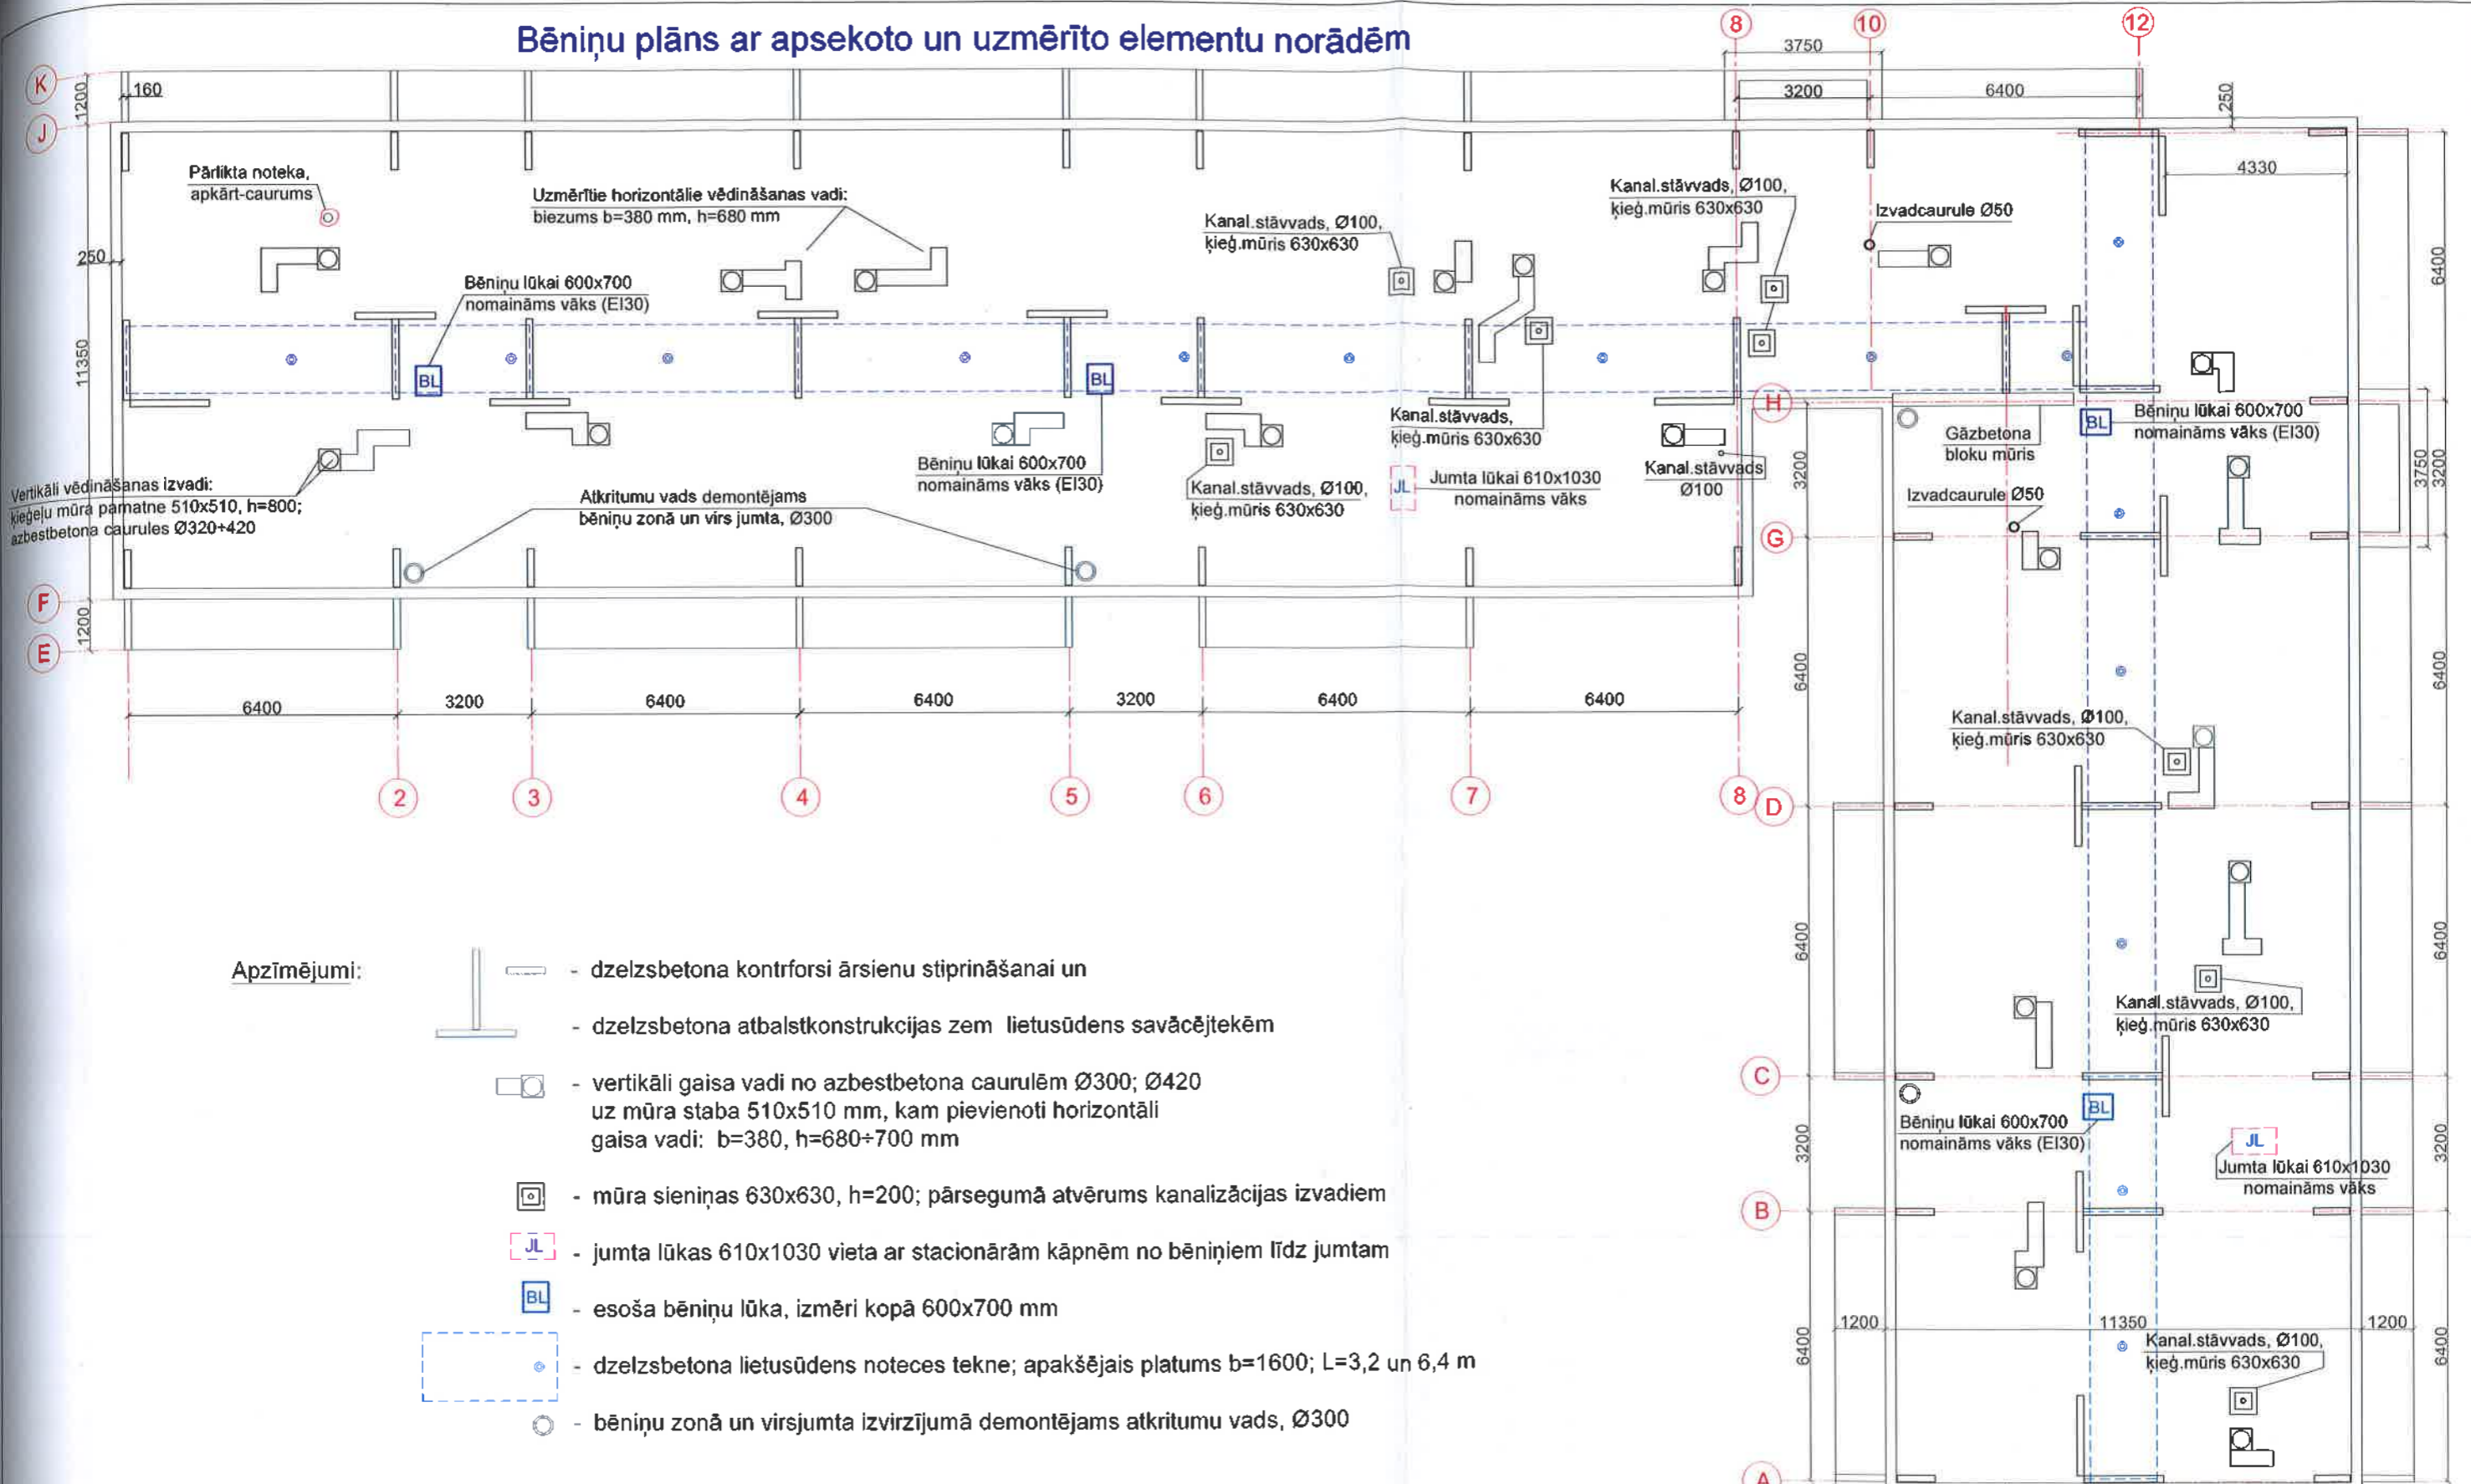 Bēniņu plāns ar apsekoto un uzmērīto elementu norādēm
8
10
12
3750
3200
6400
250
K
1200
160
J
4330
6400
Pārlikta noteka,
apkārt-caurums
Uzmērītie horizontālie vēdināšanas vadi:
biezums b=380 mm, h=680 mm
Kanal.stāvvads, Ø100,
ķieģ.mūris 630x630
Kanal.stāvvads, Ø100,
ķieģ.mūris 630x630
Izvadcaurule Ø50
250
Bēniņu lūkai 600x700
nomaināms vāks (EI30)
11350
BL
BL
H
Kanal.stāvvads,
ķieģ.mūris 630x630
Gāzbetona
bloku mūris
BL
Bēniņu lūkai 600x700
nomaināms vāks (EI30)
3750
3200
3200
Vertikāli vēdināšanas izvadi:
ķieģeļu mūra pamatne 510x510, h=800;
azbestbetona caurules Ø320÷420
Atkritumu vads demontējams
bēniņu zonā un virs jumta, Ø300
Bēniņu lūkai 600x700
nomaināms vāks (EI30)
Kanal.stāvvads, Ø100,
ķieģ.mūris 630x630
JL
Jumta lūkai 610x1030
nomaināms vāks
Kanal.stāvvads
Ø100
Izvadcaurule Ø50
G
F
1200
E
6400
6400
6400
3200
6400
6400
3200
6400
6400
Kanal.stāvvads, Ø100,
ķieģ.mūris 630x630
2
3
4
5
6
7
8
D
6400
6400
Kanal.stāvvads, Ø100,
ķieģ.mūris 630x630
Apzīmējumi:
- dzelzsbetona kontrforsi ārsienu stiprināšanai un
- dzelzsbetona atbalstkonstrukcijas zem lietusūdens savācējtekēm
- vertikāli gaisa vadi no azbestbetona caurulēm Ø300; Ø420
uz mūra staba 510x510 mm, kam pievienoti horizontāli
gaisa vadi: b=380, h=680÷700 mm
- mūra sieniņas 630x630, h=200; pārsegumā atvērums kanalizācijas izvadiem
JL
- jumta lūkas 610x1030 vieta ar stacionārām kāpnēm no bēniņiem līdz jumtam
BL
- esoša bēniņu lūka, izmēri kopā 600x700 mm
- dzelzsbetona lietusūdens noteces tekne; apakšējais platums b=1600; L=3,2 un 6,4 m
- bēniņu zonā un virsjumta izvirzījumā demontējams atkritumu vads, Ø300
C
BL
Bēniņu lūkai 600x700
nomaināms vāks (EI30)
3200
3200
JL
Jumta lūkai 610x1030
nomaināms vāks
B
6400
6400
1200
11350
1200
Kanal.stāvvads, Ø100,
ķieģ.mūris 630x630
A